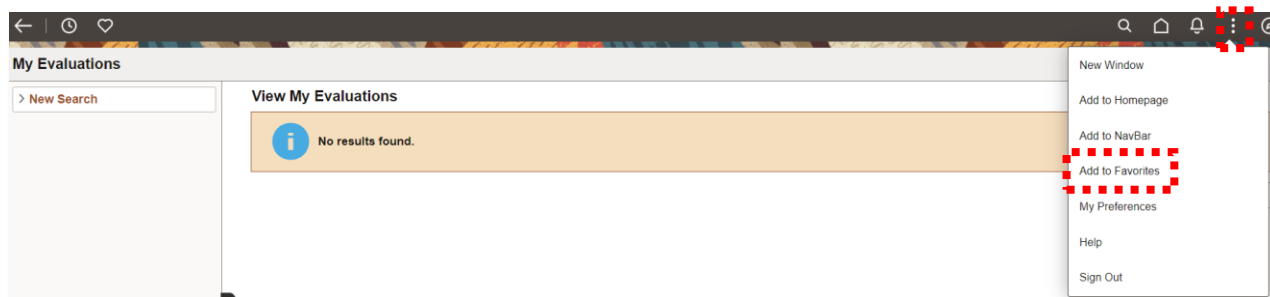 My Evaluations
New Window
> New Search
View My Evaluations
Add to Homepage
No results found.
Add to NavBar
Add to Favorites
My Preferences
Help
Sign Out